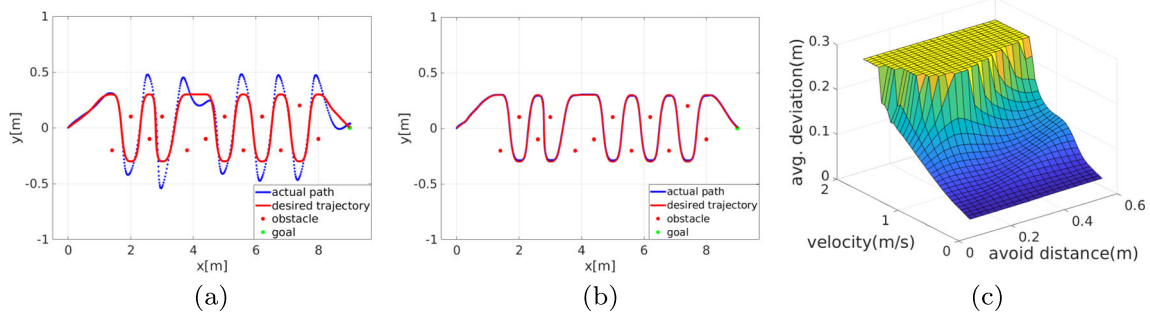 1
0.5
0
-0.5
-1
y[m]
0 2 4 6 8
x[m]
actual path
desired trajectory
obstacle
goal
(a)
1
0.5
0
-0.5
-1
y[m]
0 2 4 6 8
x[m]
actual path
desired trajectory
obstacle
goal
(b)
0.3
0.2
0.1
0
avg. deviation(m)
2
1
0
velocity(m/s)
0
0.2
0.4
0.6
avoid distance(m)
(c)